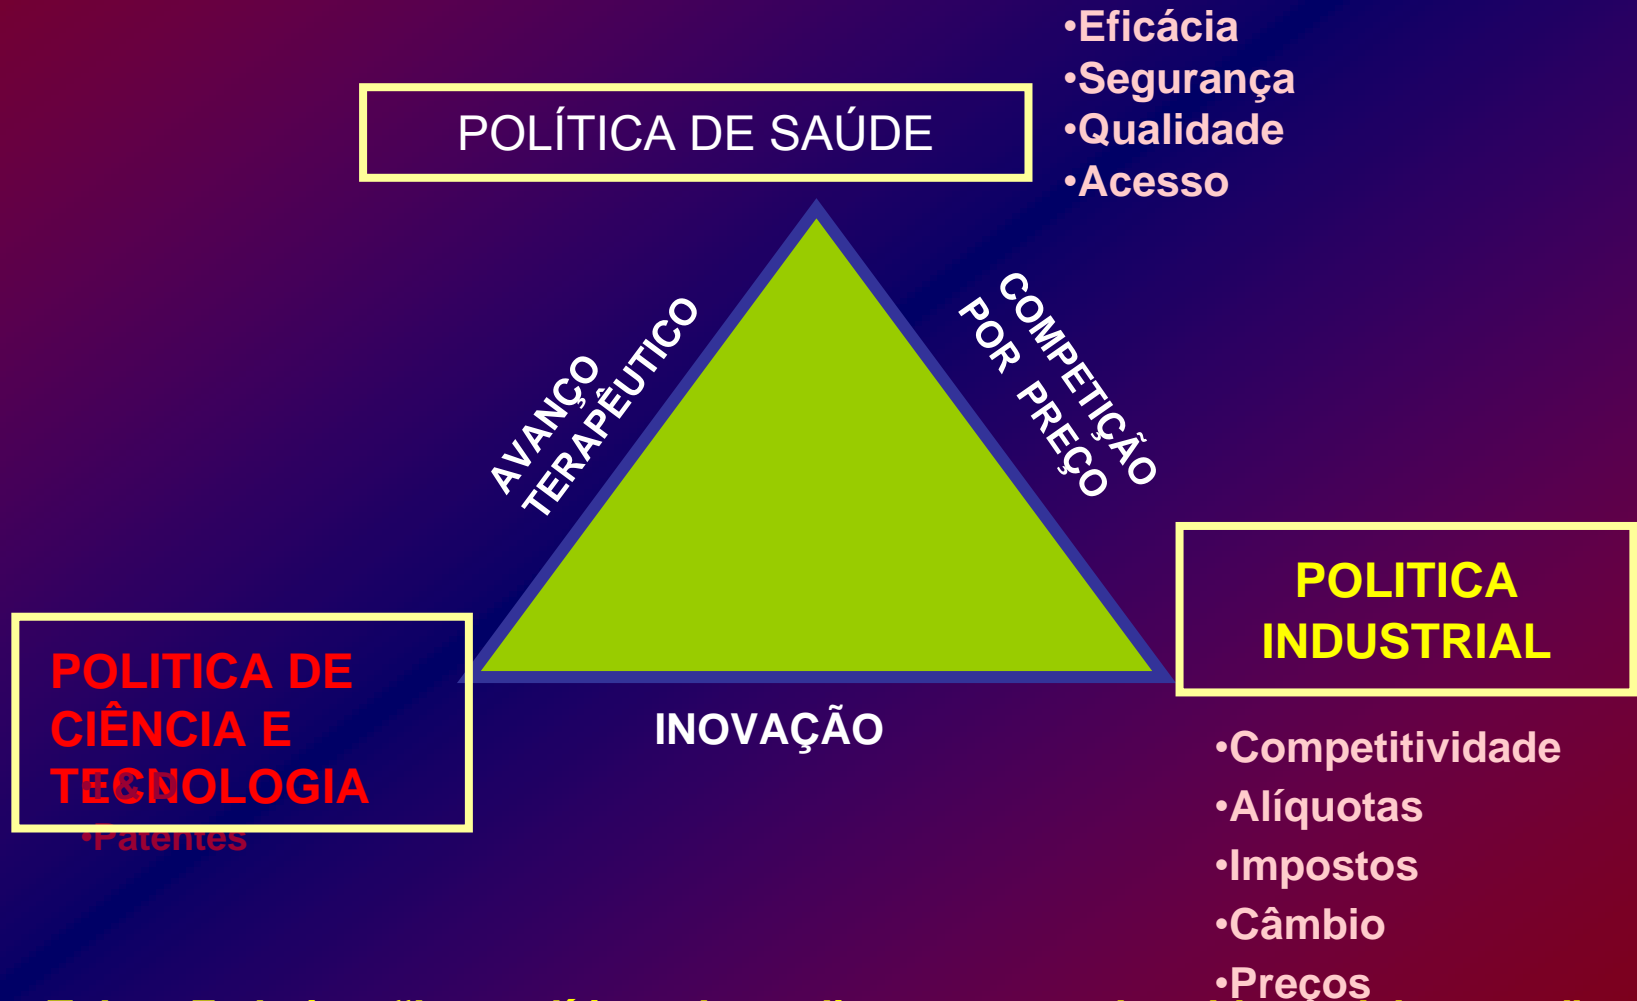 •Eficácia
•Segurança
•Qualidade
•Acesso
POLÍTICA DE SAÚDE
AVANÇO
TERAPÊUTICO
COMPETIÇÃO
POR PREÇO
POLITICA
INDUSTRIAL
POLITICA DE
CIÊNCIA E
TECNOLOGIA
& D
•Patentes
INOVAÇÃO
•Competitividade
•Alíquotas
•Impostos
•Câmbio
•Preços